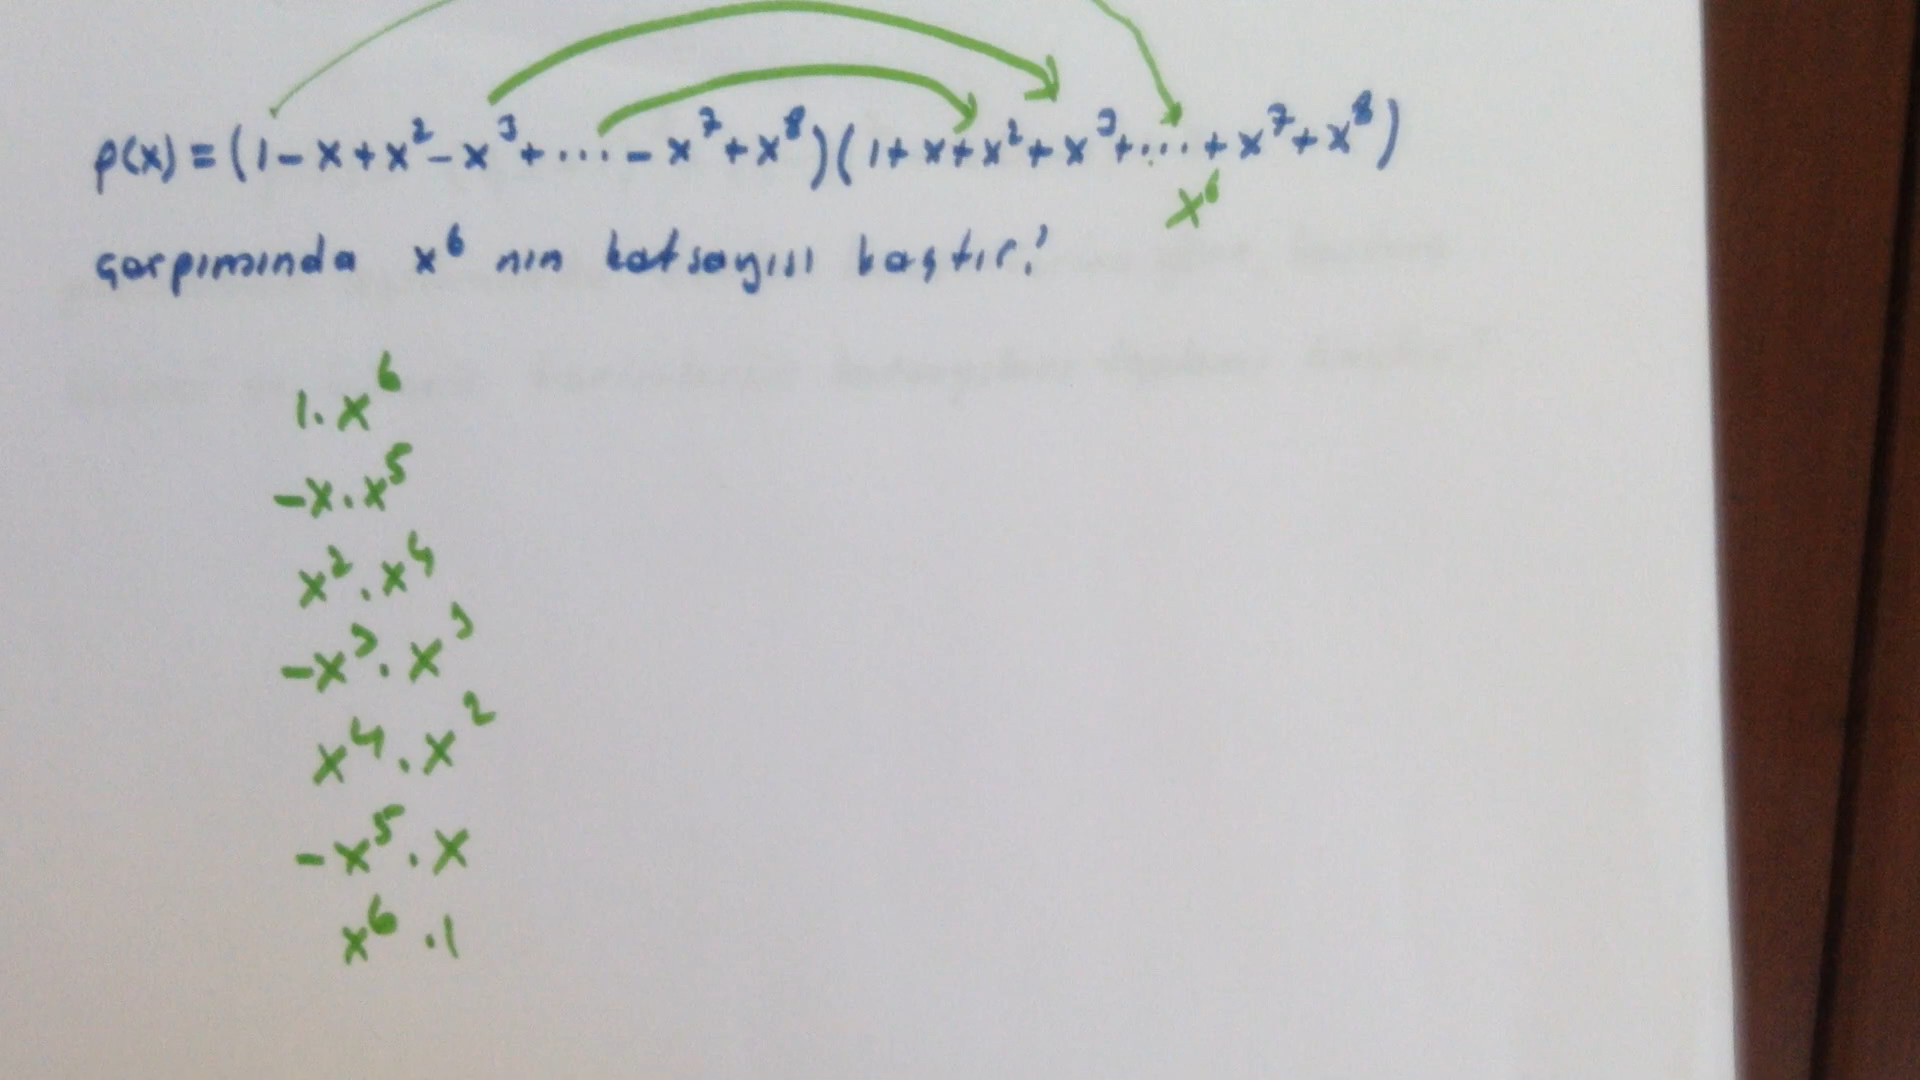 P(x) = (1 - x + x² - x³ + ... - x⁷ + x⁸)(1 + x + x² + x³ + ... + x⁷ + x⁸)
x⁶
çarpımında x⁶ nın katsayısı kaçtır?
1. x⁶
-x. x⁵
x². x⁴
-x³. x³
x⁴. x²
-x⁵. x
x⁶ .1